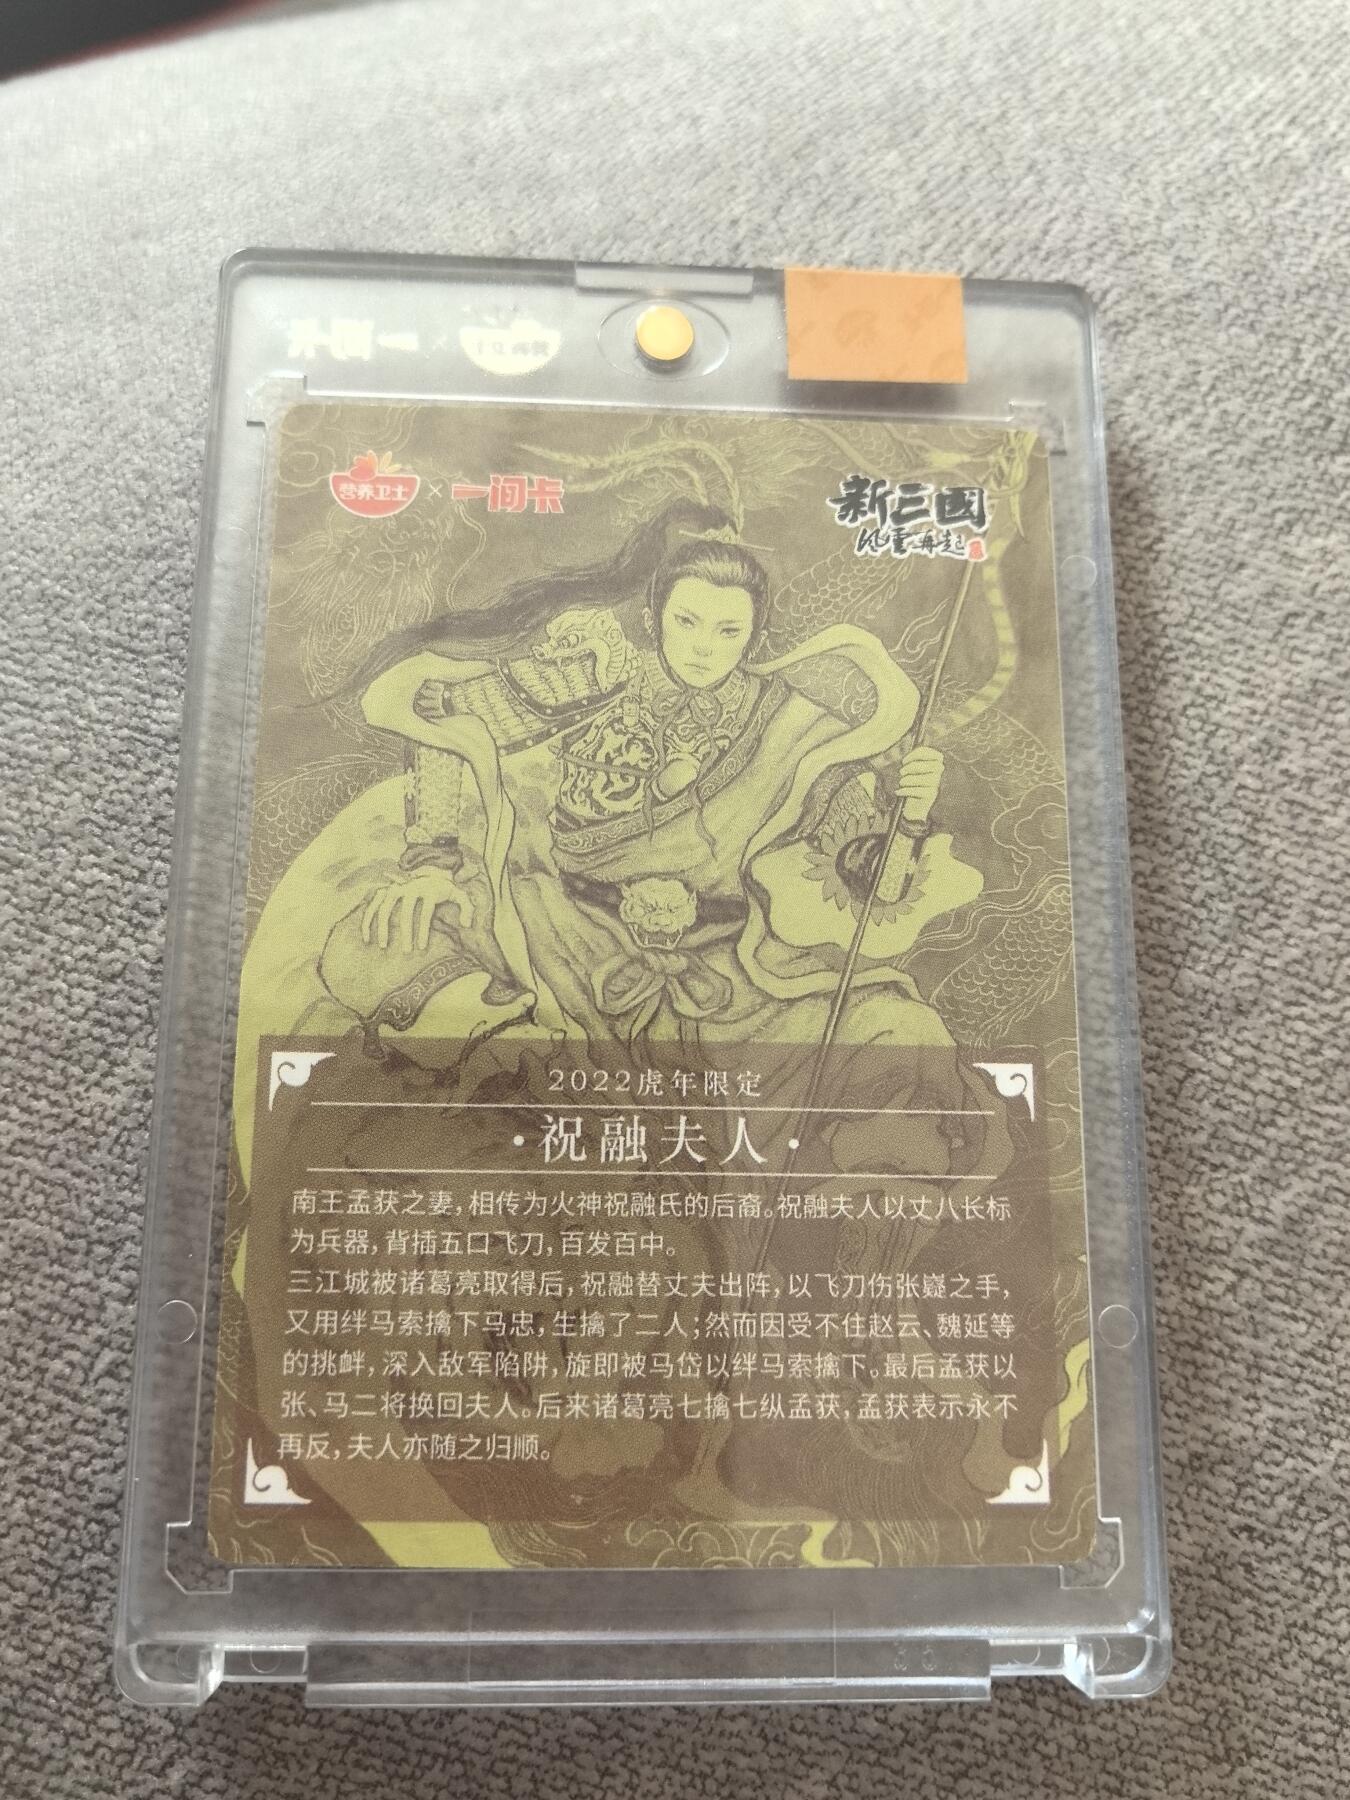 营养卫士 × 一间卡
新三國
风雲再起
2022虎年限定
·祝融夫人·
南王孟获之妻，相传为火神祝融氏的后裔。祝融夫人以丈八长标
为兵器，背插五口飞刀，百发百中。
三江城被诸葛亮取得后，祝融替丈夫出阵，以飞刀伤张嶷之手，
又用绊马索擒下马忠，生擒了二人；然而因受不住赵云、魏延等
的挑衅，深入敌军陷阱，旋即被马岱以绊马索擒下。最后孟获以
张、马二将换回夫人。后来诸葛亮七擒七纵孟获，孟获表示永不
再反，夫人亦随之归顺。